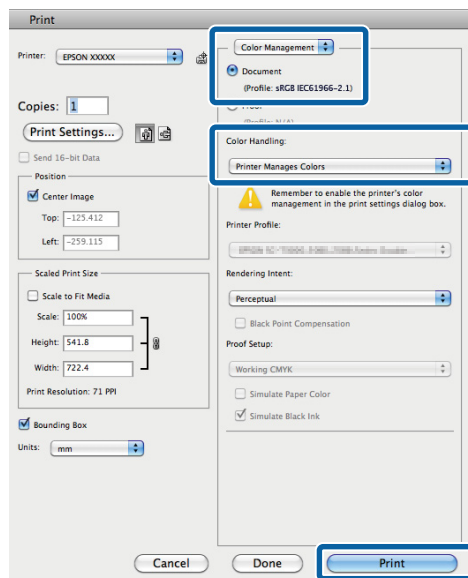 Print
Printer: EPSON XXXXX
Copies: 1
Print Settings...
Send 16-bit Data
Position
Center Image
Top: -125.412
Left: -259.115
Scaled Print Size
Scale to Fit Media
Scale: 100%
Height: 541.8
Width: 722.4
Print Resolution: 71 PPI
Bounding Box
Units: mm
Color Management
Document
(Profile: sRGB IEC61966-2.1)
Color Handling:
Printer Manages Colors
Remember to enable the printer's color
management in the print settings dialog box.
Printer Profile:
Rendering Intent:
Perceptual
Black Point Compensation
Proof Setup:
Working CMYK
Simulate Paper Color
Simulate Black Ink
Cancel
Done
Print